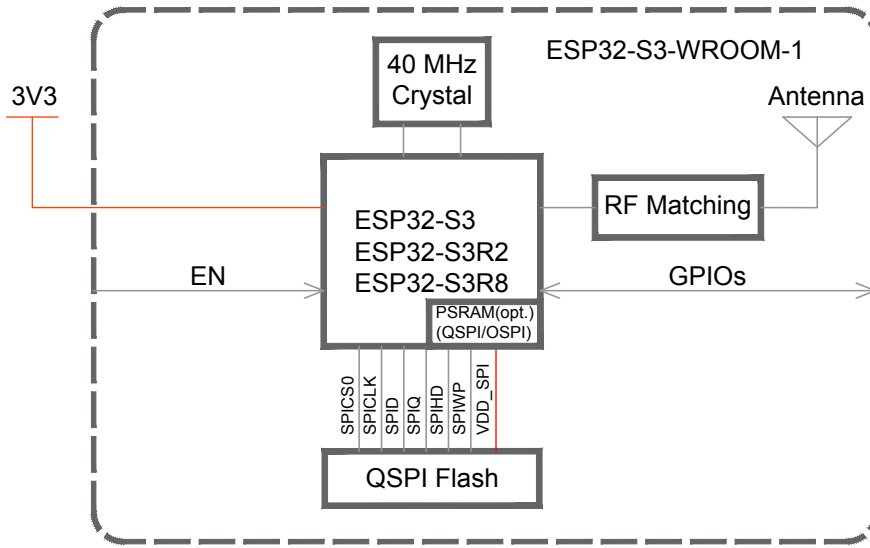 ESP32-S3-WROOM-1
40 MHz
Crystal
3V3
Antenna
RF Matching
ESP32-S3
ESP32-S3R2
ESP32-S3R8
EN
GPIOs
PSRAM(opt.)
(QSPI/OSPI)
SPICS0
SPICLK
SPID
SPIQ
SPIHD
SPIWP
VDD_SPI
QSPI Flash